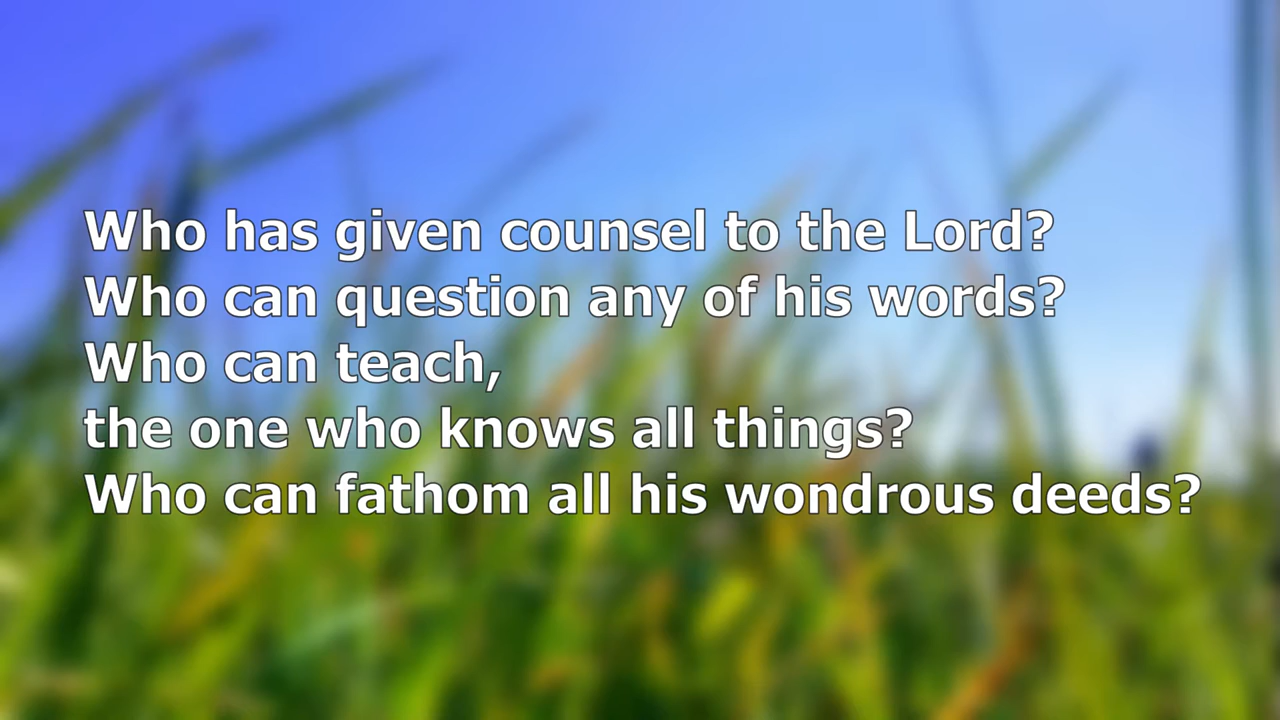 Who has given counsel to the Lord?
Who can question any of his words?
Who can teach,
the one who knows all things?
Who can fathom all his wondrous deeds?